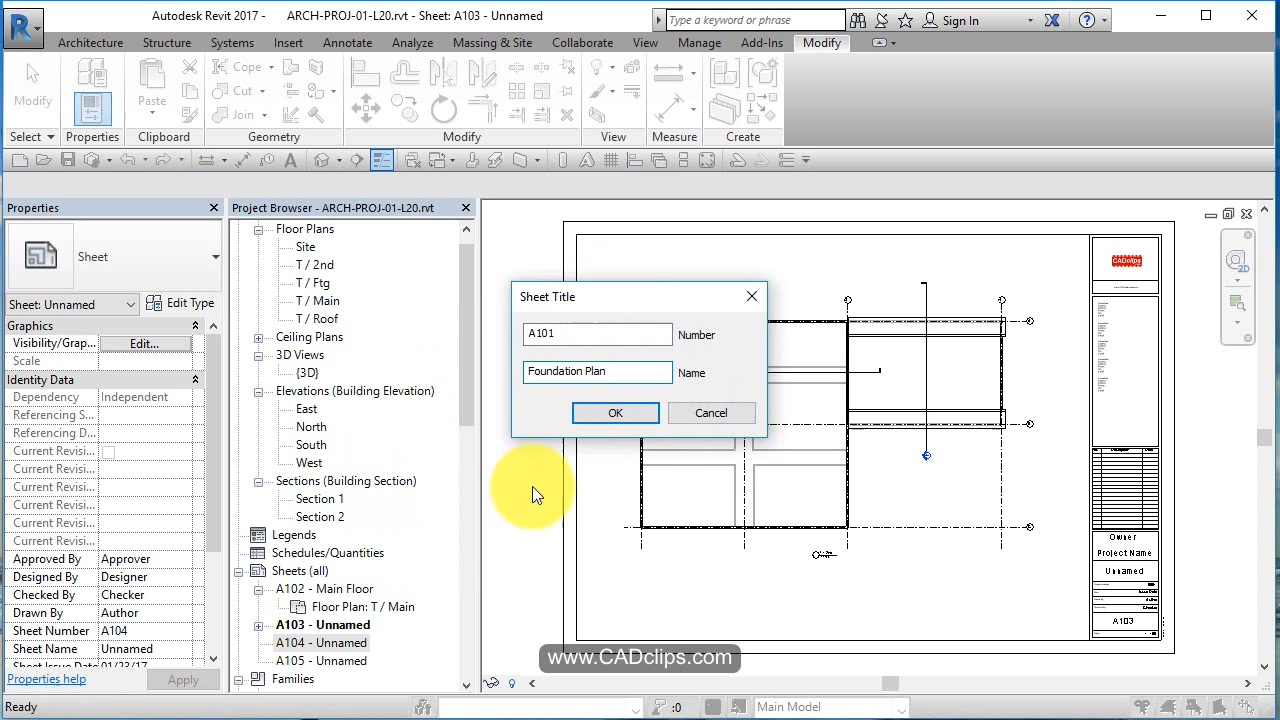 Autodesk Revit 2017 - ARCH-PROJ-01-L20.rvt - Sheet: A103 - Unnamed
Type a keyword or phrase
Sign In
Architecture Structure Systems Insert Annotate Analyze Massing & Site Collaborate View Manage Add-Ins Modify
Modify Paste Cope Cut Join
Select Properties Clipboard Geometry Modify View Measure Create
Properties
Sheet
Sheet: Unnamed Edit Type
Graphics
Visibility/Grap... Edit...
Scale
Identity Data
Dependency Independent
Referencing S...
Referencing D...
Current Revisi...
Current Revisi...
Current Revisi...
Current Revisi...
Current Revisi...
Current Revisi...
Approved By Approver
Designed By Designer
Checked By Checker
Drawn By Author
Sheet Number A104
Sheet Name Unnamed
Sheet Issue Date 01/23/17
Properties help Apply
Project Browser - ARCH-PROJ-01-L20.rvt
Floor Plans
Site
T / 2nd
T / Ftg
T / Main
T / Roof
Ceiling Plans
3D Views
{3D}
Elevations (Building Elevation)
East
North
South
West
Sections (Building Section)
Section 1
Section 2
Legends
Schedules/Quantities
Sheets (all)
A102 - Main Floor
Floor Plan: T / Main
A103 - Unnamed
A104 - Unnamed
A105 - Unnamed
Families
Sheet Title
A101 Number
Foundation Plan Name
OK Cancel
CADclips
Owner
Project Name
Unnamed
A103
2D
www.CADclips.com
Ready
:0
Main Model